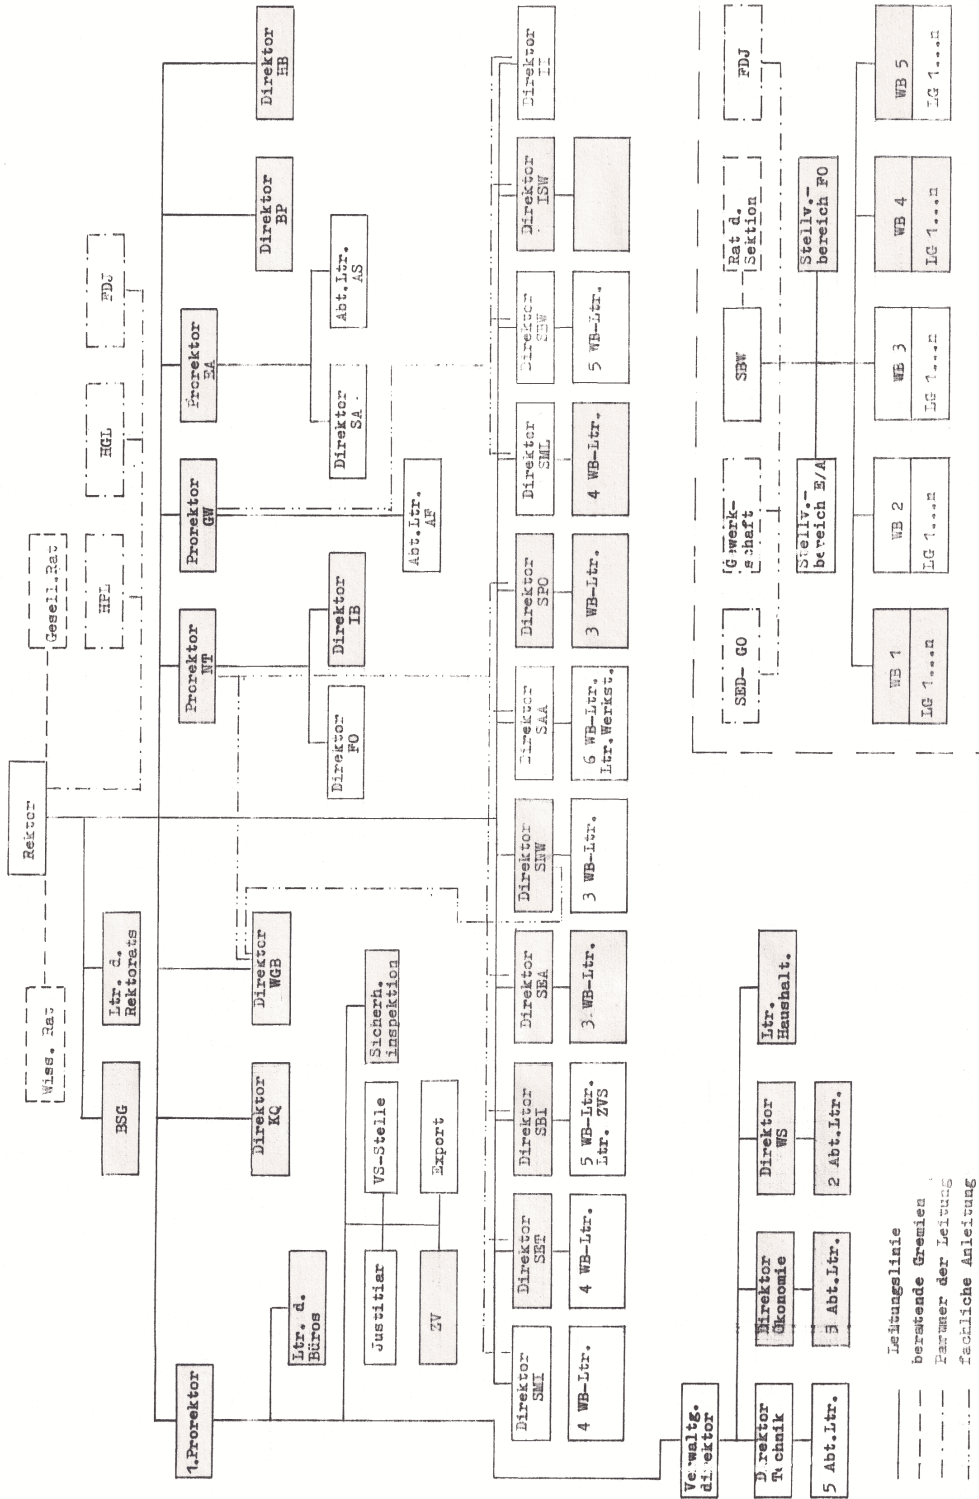 Rektor
Wiss. Rat
Gesell.Rat
HPL
HGL
FDJ
BSG
Ltr. d.
Rektorats
1.Prorektor
Prorektor
NT
Prorektor
GW
Prorektor
EA
Direktor
KQ
Direktor
WGB
Direktor
BP
Direktor
HB
Ltr. d.
Büros
Direktor
FO
Direktor
IB
Direktor
SA
Abt.Ltr.
AS
Justitiar
VS-Stelle
Sicherh.
inspektion
ZV
Export
Abt.Ltr.
AF
Direktor
SMI
Direktor
SET
Direktor
SBI
Direktor
SEA
Direktor
Direktor
SAA
Direktor
SPO
Direktor
SML
Direktor
SBW
Direktor
ISW
Direktor
II
4 WB-Ltr.
4 WB-Ltr.
5 WB-Ltr.
Ltr. ZVS
3 WB-Ltr.
3 WB-Ltr.
6 WB-Ltr.
Ltr.Werkst.
3 WB-Ltr.
4 WB-Ltr.
5 WB-Ltr.
Verwaltg.
direktor
Direktor
Technik
Direktor
Ökonomie
Direktor
WS
Ltr.
Haushalt.
5 Abt.Ltr.
3 Abt.Ltr.
2 Abt.Ltr.
SED- GO
Gewerk-
schaft
SBW
Rat d.
Sektion
FDJ
Stellv.-
bereich E/A
Stellv.-
bereich FO
WB 1
WB 2
WB 3
WB 4
WB 5
LG 1...n
LG 1...n
LG 1...n
LG 1...n
LG 1...n
Leitungslinie
beratende Gremien
Partner der Leitung
fachliche Anleitung